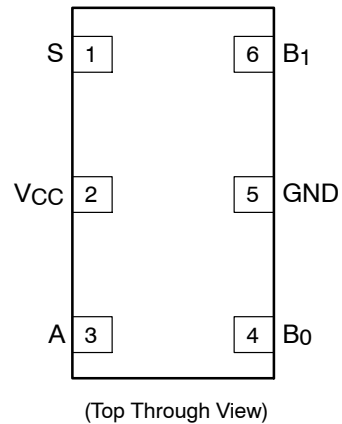 S 1 6 B1
VCC 2 5 GND
A 3 4 B0
(Top Through View)